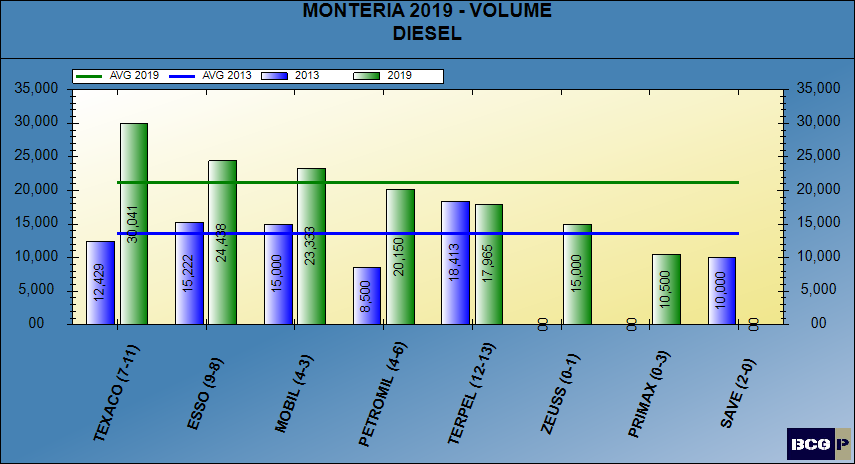 MONTERIA 2019 - VOLUME
DIESEL
AVG 2019 AVG 2013 2013 2019
35,000 35,000
30,000 30,000
25,000 25,000
20,000 20,000
15,000 15,000
10,000 10,000
5,000 5,000
00 00
12,429 30,041 15,222 24,438 15,000 23,333 8,500 20,150 18,413 17,965 00 15,000 00 10,500 10,000 00
TEXACO (7-11)
ESSO (9-8)
MOBIL (4-3)
PETROMIL (4-6)
TERPEL (12-13)
ZEUSS (0-1)
PRIMAX (0-3)
SAVE (2-0)
BCG P